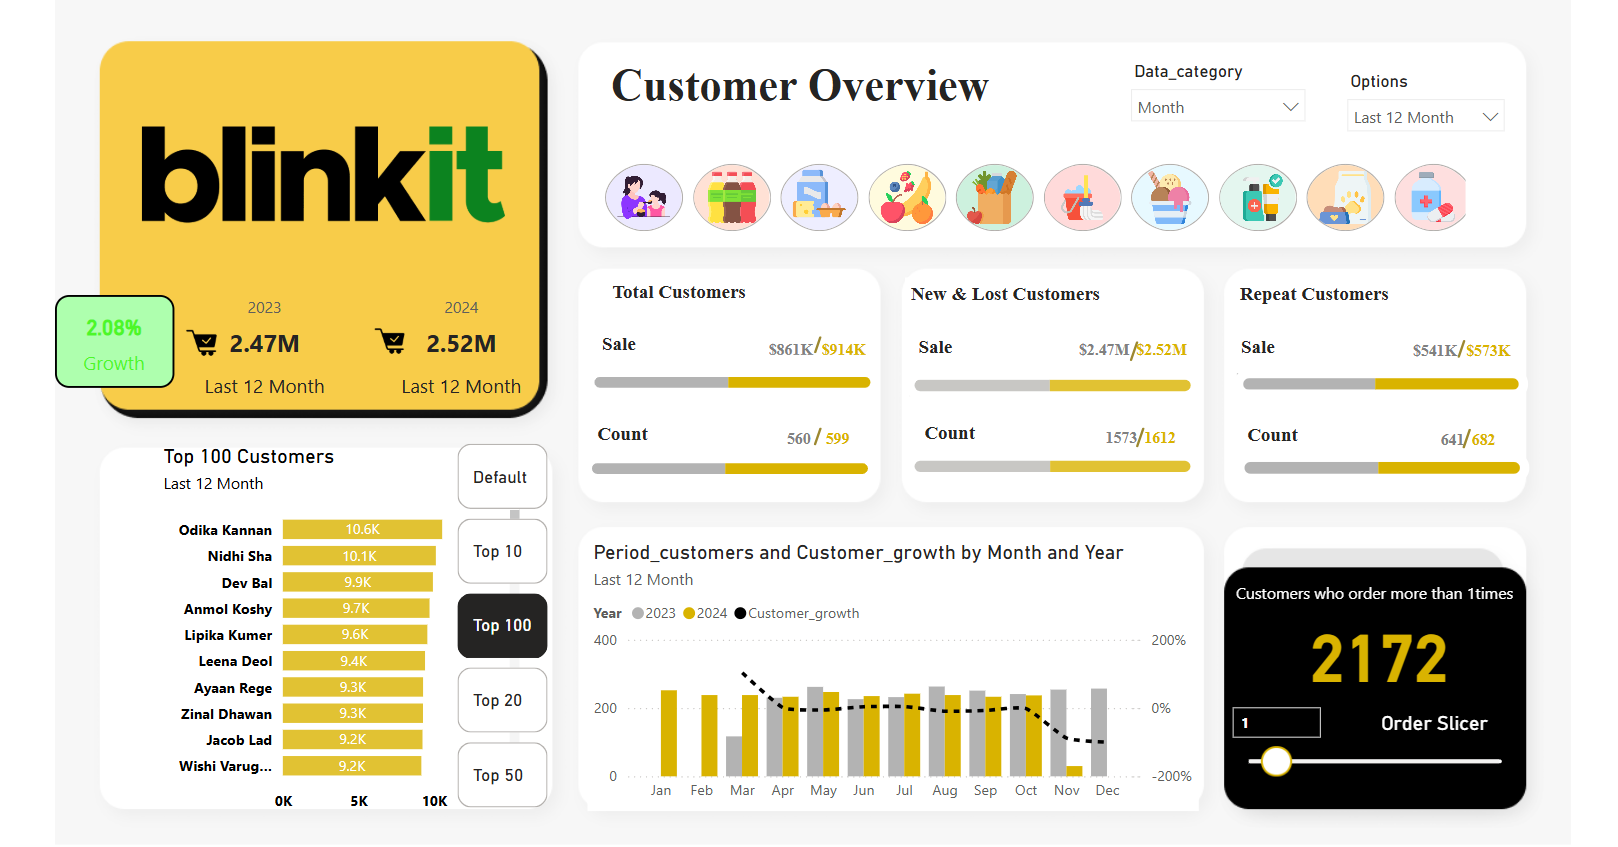 blinkit
2.08%
Growth
2023
2.47M
Last 12 Month
2024
2.52M
Last 12 Month
Customer Overview
Data_category
Month
Options
Last 12 Month
Total Customers
Sale
$861K/$914K
Count
560 / 599
New & Lost Customers
Sale
$2.47M/$2.52M
Count
1573/1612
Repeat Customers
Sale
$541K/$573K
Count
641/682
Top 100 Customers
Last 12 Month
Odika Kannan 10.6K
Nidhi Sha 10.1K
Dev Bal 9.9K
Anmol Koshy 9.7K
Lipika Kumer 9.6K
Leena Deol 9.4K
Ayaan Rege 9.3K
Zinal Dhawan 9.3K
Jacob Lad 9.2K
Wishi Varug... 9.2K
0K 5K 10K
Default
Top 10
Top 100
Top 20
Top 50
Period_customers and Customer_growth by Month and Year
Last 12 Month
Year 2023 2024 Customer_growth
400 200%
200 0%
0 -200%
Jan Feb Mar Apr May Jun Jul Aug Sep Oct Nov Dec
Customers who order more than 1times
2172
1
Order Slicer